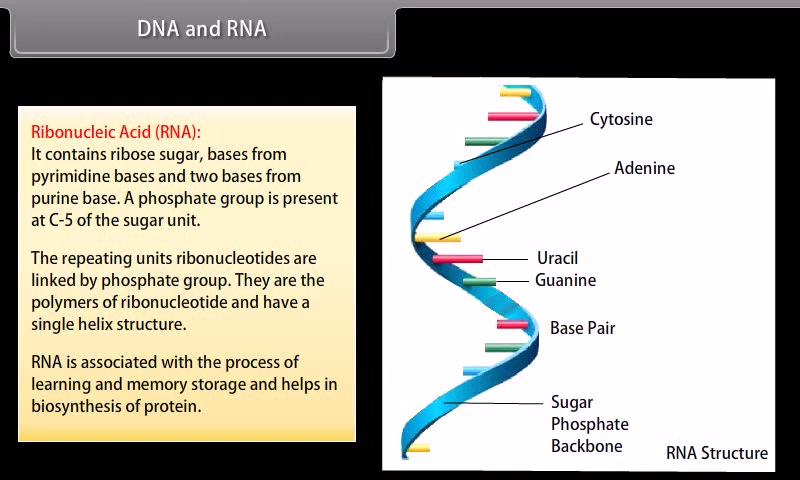 DNA and RNA
Ribonucleic Acid (RNA):
It contains ribose sugar, bases from
pyrimidine bases and two bases from
purine base. A phosphate group is present
at C-5 of the sugar unit.
The repeating units ribonucleotides are
linked by phosphate group. They are the
polymers of ribonucleotide and have a
single helix structure.
RNA is associated with the process of
learning and memory storage and helps in
biosynthesis of protein.
Cytosine
Adenine
Uracil
Guanine
Base Pair
Sugar
Phosphate
Backbone
RNA Structure